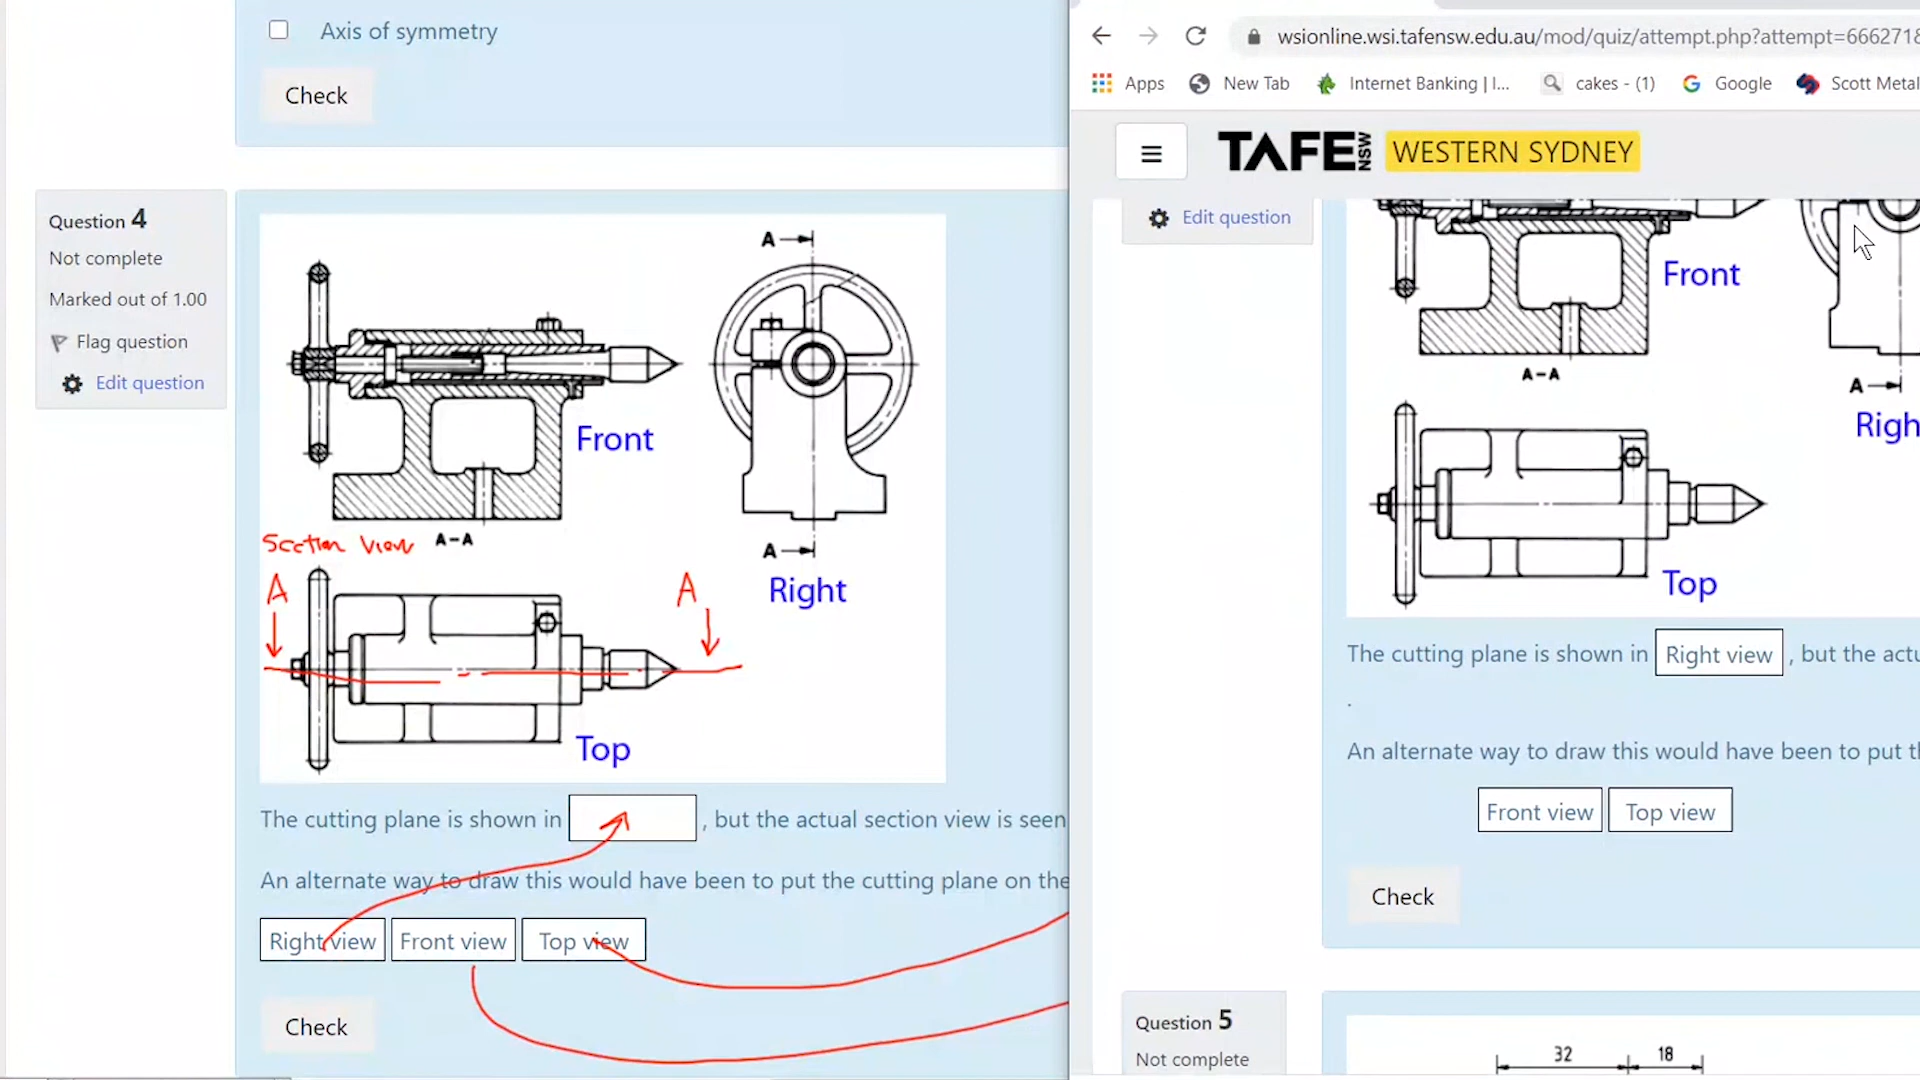 Axis of symmetry
Check
Question 4
Not complete
Marked out of 1.00
Flag question
Edit question
A
Front
Section View
A-A
A
Right
A
A
Top
The cutting plane is shown in
, but the actual section view is seen
An alternate way to draw this would have been to put the cutting plane on the
Right view
Front view
Top view
Check
wsionline.wsi.tafensw.edu.au/mod/quiz/attempt.php?attempt=6662718
Apps
New Tab
Internet Banking | I...
cakes - (1)
Google
Scott Metal
TAFE NSW
WESTERN SYDNEY
Edit question
Front
A-A
A
Righ
Top
The cutting plane is shown in Right view , but the actu
.
An alternate way to draw this would have been to put t
Front view
Top view
Check
Question 5
Not complete
32
18